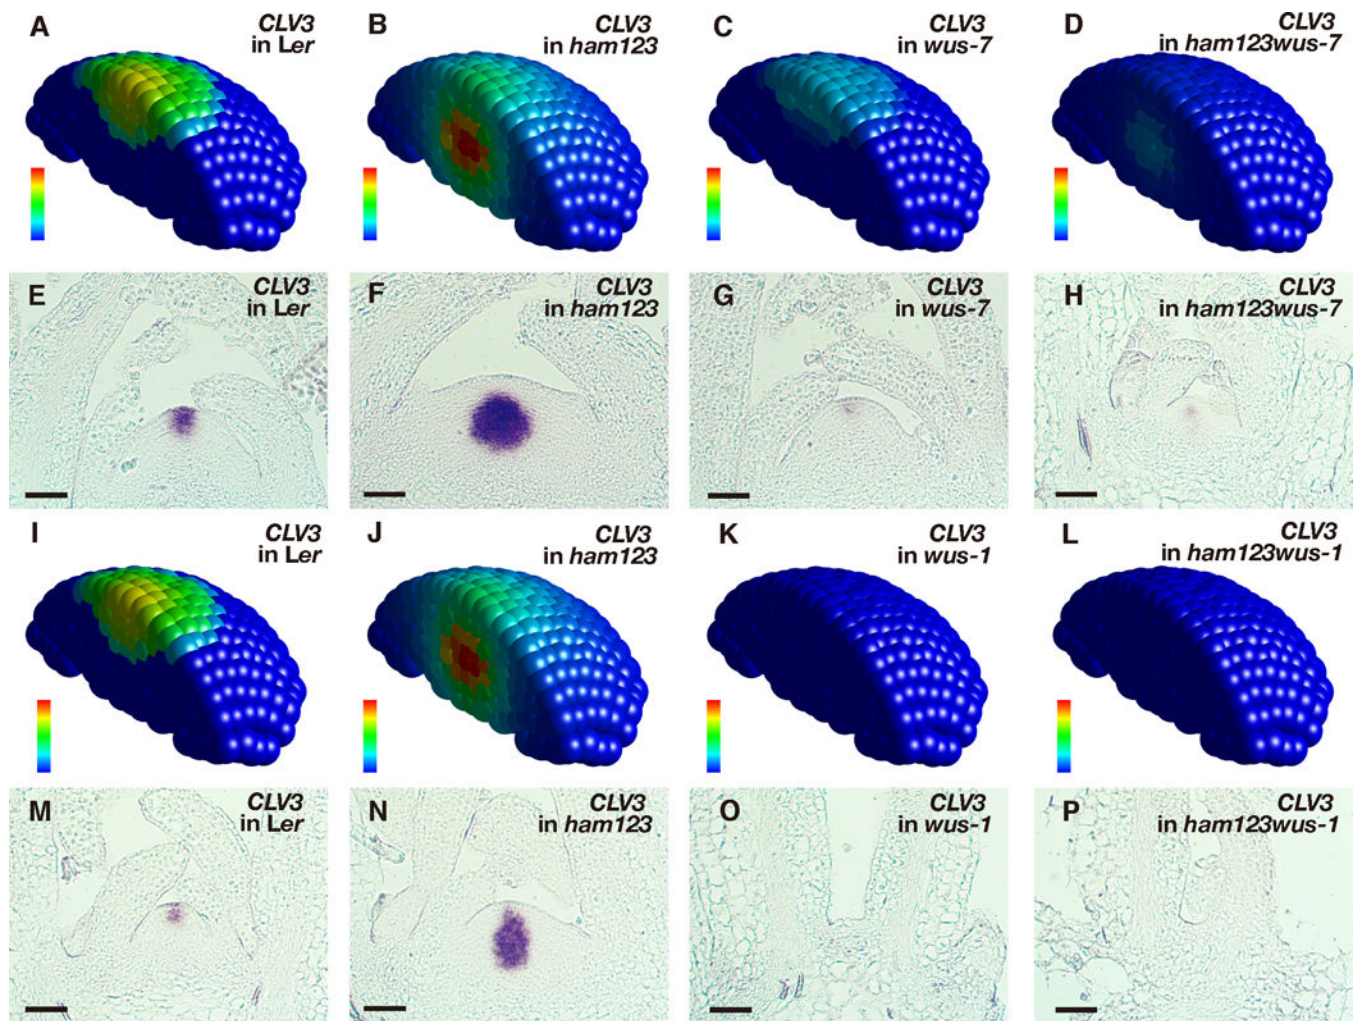 A
CLV3
in Ler
B
CLV3
in ham123
C
CLV3
in wus-7
D
CLV3
in ham123wus-7
E
CLV3
in Ler
F
CLV3
in ham123
G
CLV3
in wus-7
H
CLV3
in ham123wus-7
I
CLV3
in Ler
J
CLV3
in ham123
K
CLV3
in wus-1
L
CLV3
in ham123wus-1
M
CLV3
in Ler
N
CLV3
in ham123
O
CLV3
in wus-1
P
CLV3
in ham123wus-1